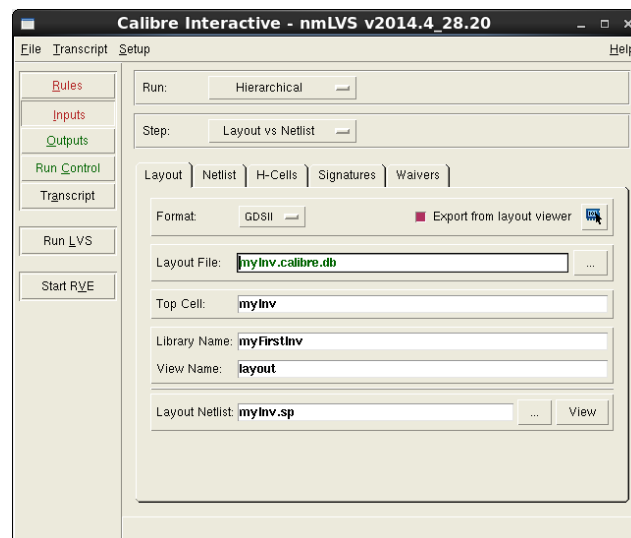 Calibre Interactive - nmLVS v2014.4_28.20
File Transcript Setup Help
Rules
Inputs
Outputs
Run Control
Transcript
Run LVS
Start RVE
Run: Hierarchical
Step: Layout vs Netlist
Layout Netlist H-Cells Signatures Waivers
Format: GDSII Export from layout viewer
Layout File: myInv.calibre.db ...
Top Cell: myInv
Library Name: myFirstInv
View Name: layout
Layout Netlist: myInv.sp ... View